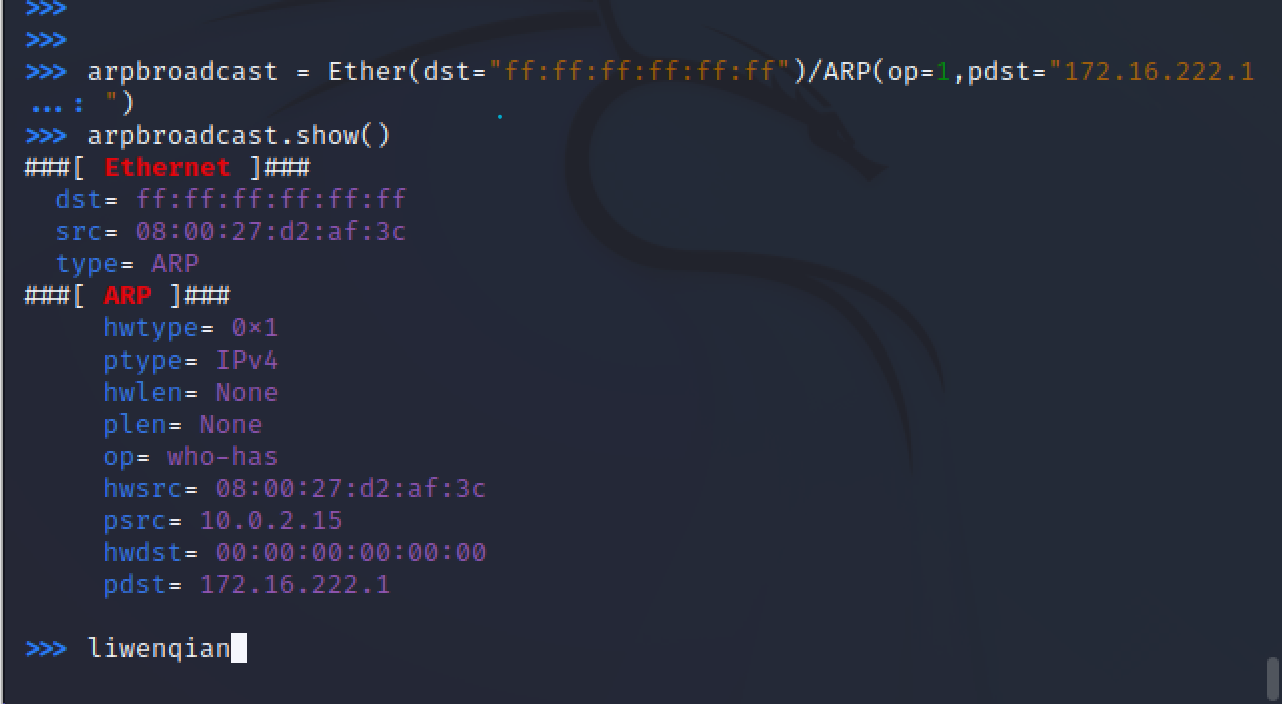 >>>
>>>
>>> arpbroadcast = Ether(dst="ff:ff:ff:ff:ff:ff")/ARP(op=1,pdst="172.16.222.1
...: ")
>>> arpbroadcast.show()
###[ Ethernet ]###
  dst= ff:ff:ff:ff:ff:ff
  src= 08:00:27:d2:af:3c
  type= ARP
###[ ARP ]###
     hwtype= 0×1
     ptype= IPv4
     hwlen= None
     plen= None
     op= who-has
     hwsrc= 08:00:27:d2:af:3c
     psrc= 10.0.2.15
     hwdst= 00:00:00:00:00:00
     pdst= 172.16.222.1
>>> liwenqian